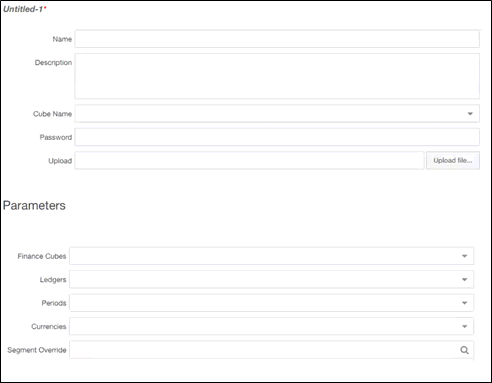 Untitled-1*
Name
Description
Cube Name
Password
Upload
Upload file...
Parameters
Finance Cubes
Ledgers
Periods
Currencies
Segment Override